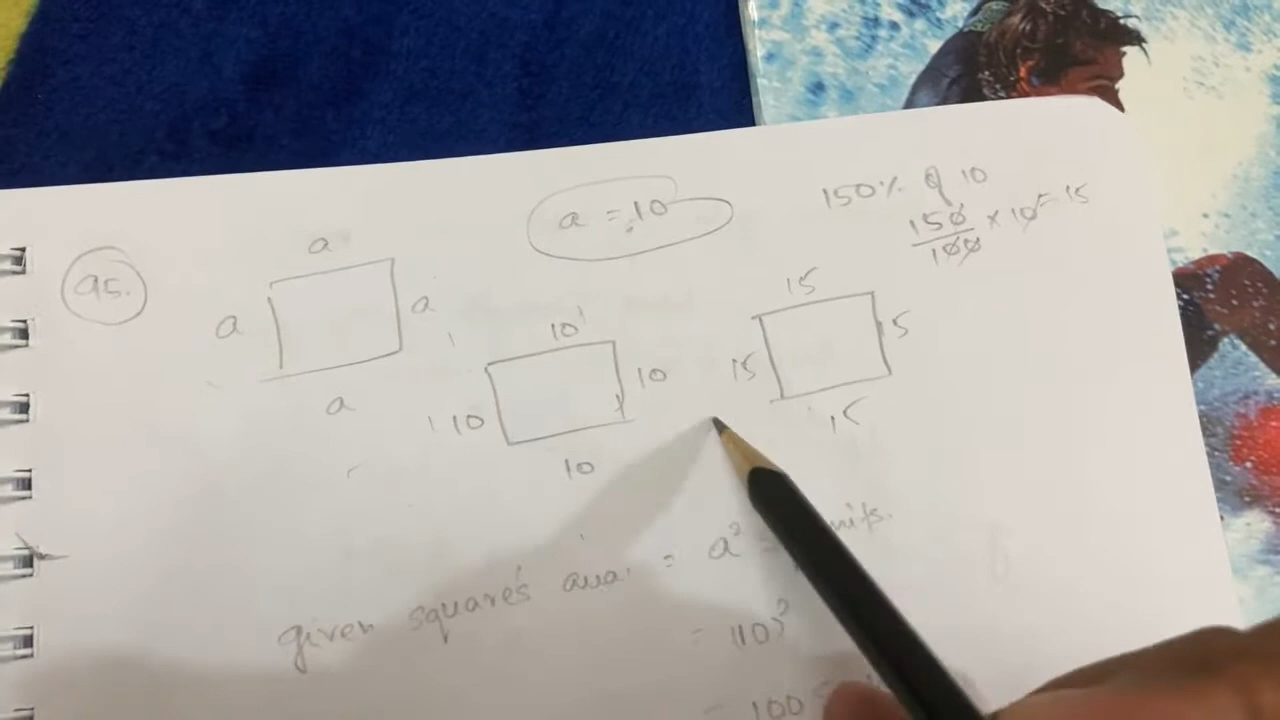 a = 10
150% of 10
150/100 × 10 = 15
95.
a
a
a
a
10
10
10
10
15
15
15
15
given square's area = a²
= (10)²
= 100